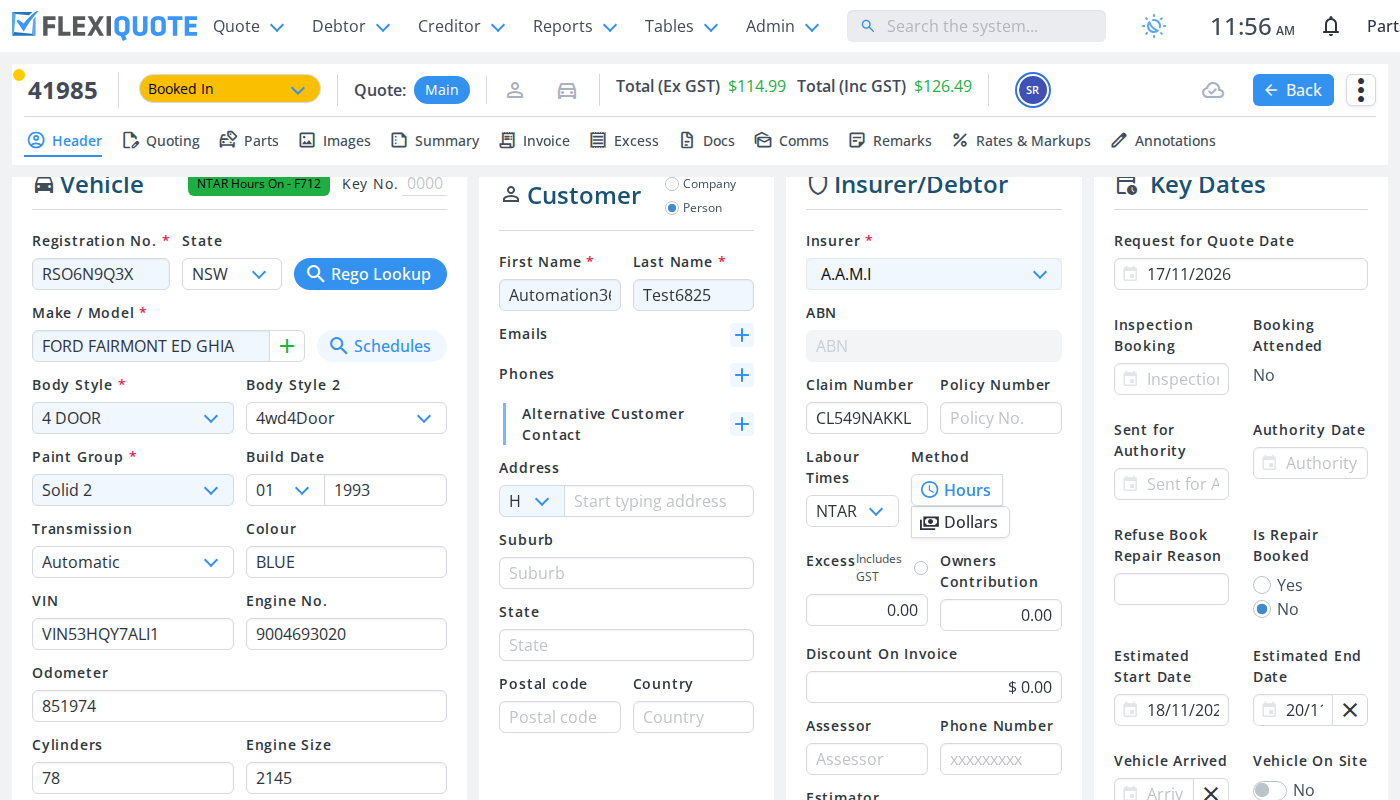 FLEXIQUOTE Quote Debtor Creditor Reports Tables Admin Search the system... 11:56 AM Part
41985 Booked In Quote: Main Total (Ex GST) $114.99 Total (Inc GST) $126.49 SR Back
Header Quoting Parts Images Summary Invoice Excess Docs Comms Remarks Rates & Markups Annotations
Vehicle NTAR Hours On - F712 Key No. 0000
Registration No. * State
RSO6N9Q3X NSW Rego Lookup
Make / Model *
FORD FAIRMONT ED GHIA Schedules
Body Style * Body Style 2
4 DOOR 4wd4Door
Paint Group * Build Date
Solid 2 01 1993
Transmission Colour
Automatic BLUE
VIN Engine No.
VIN53HQY7ALI1 9004693020
Odometer
851974
Cylinders Engine Size
78 2145
Customer Company
Person
First Name * Last Name *
Automation36 Test6825
Emails
Phones
Alternative Customer
Contact
Address
H Start typing address
Suburb
Suburb
State
State
Postal code Country
Postal code Country
Insurer/Debtor
Insurer *
A.A.M.I
ABN
ABN
Claim Number Policy Number
CL549NAKKL Policy No.
Labour
Times Method
NTAR Hours
Dollars
Excess Includes
GST Owners
Contribution
0.00 0.00
Discount On Invoice
$ 0.00
Assessor Phone Number
Assessor xxxxxxxxx
Estimator
Key Dates
Request for Quote Date
17/11/2026
Inspection
Booking Booking
Attended
Inspection No
Sent for
Authority Authority Date
Sent for A Authority
Refuse Book
Repair Reason Is Repair
Booked
Yes
No
Estimated
Start Date Estimated End
Date
18/11/202 20/1
Vehicle Arrived Vehicle On Site
Arriv No